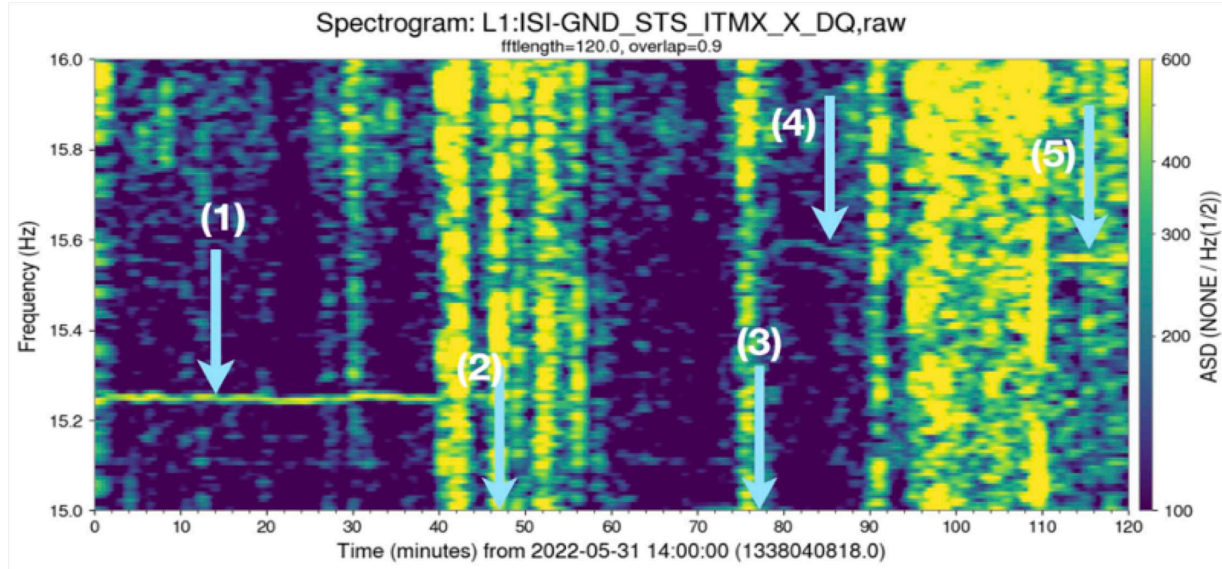 Spectrogram: L1:ISI-GND_STS_ITMX_X_DQ,raw
fftlength=120.0, overlap=0.9
16.0
15.8
15.6
15.4
15.2
15.0
Frequency (Hz)
(1)
(2)
(3)
(4)
(5)
0 10 20 30 40 50 60 70 80 90 100 110 120
Time (minutes) from 2022-05-31 14:00:00 (1338040818.0)
600
400
300
200
100
ASD (NONE / Hz(1/2))